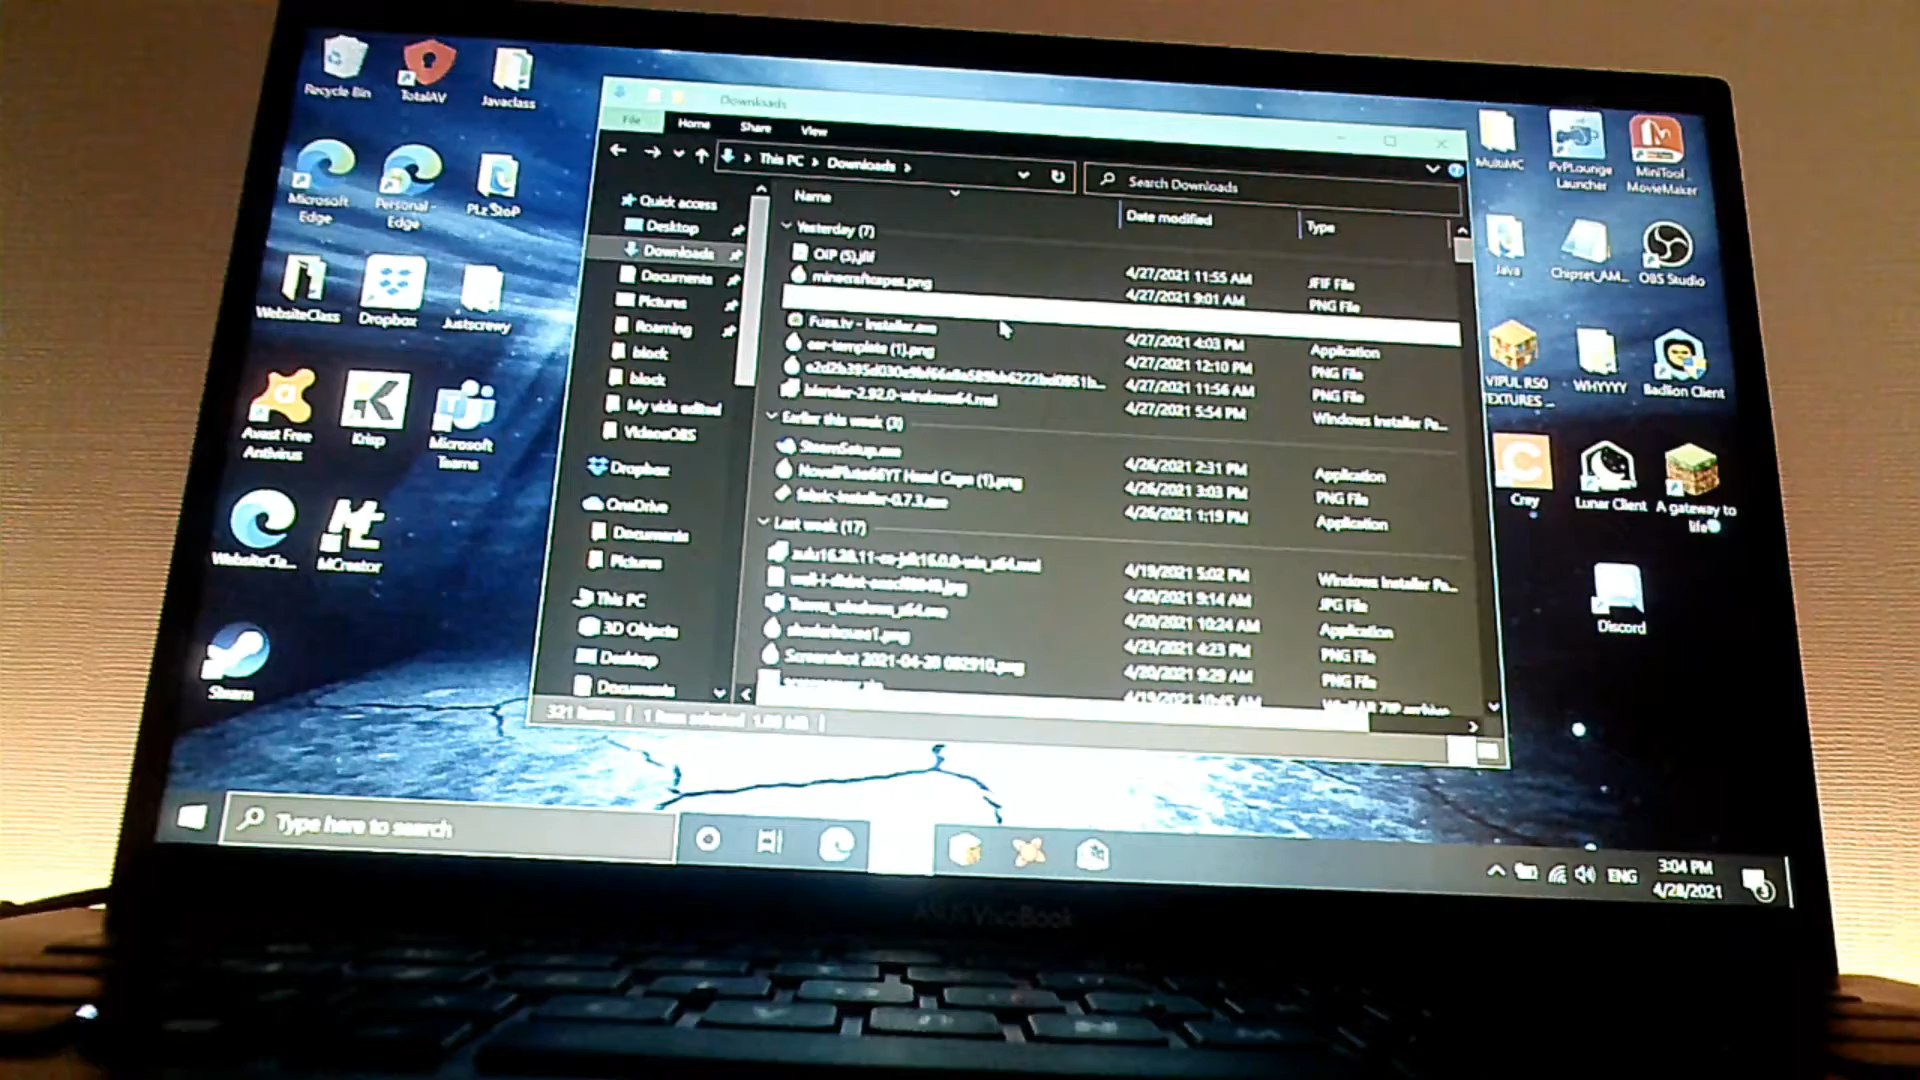 Recycle Bin
TotalAV
Javaclass
Microsoft Edge
Personal - Edge
PLz StoP
WebsiteClass
Dropbox
Justscrewy
Avast Free Antivirus
Krisp
Microsoft Teams
WebsiteCla...
MCreator
Steam
Downloads
File Home Share View
This PC > Downloads >
Search Downloads
Name Date modified Type
Quick access
Desktop
Downloads
Documents
Pictures
Roaming
block
block
My vids edited
VideosOBS
Dropbox
OneDrive
Documents
Pictures
This PC
3D Objects
Desktop
Documents
Yesterday (7)
OIP (5).jfif 4/27/2021 11:55 AM JFIF File
minecraftcapes.png 4/27/2021 9:01 AM PNG File
4/27/2021 4:03 PM Application
4/27/2021 12:10 PM PNG File
4/27/2021 11:56 AM PNG File
blender-2.92.0-windows64.msi 4/27/2021 5:54 PM Windows Installer Pa...
Earlier this week (3)
SteamSetup.exe 4/26/2021 2:31 PM Application
4/26/2021 3:03 PM PNG File
fabric-installer-0.7.3.exe 4/26/2021 1:19 PM Application
Last week (17)
4/19/2021 5:02 PM Windows Installer Pa...
4/20/2021 9:14 AM JPG File
Teams_windows_x64.exe 4/20/2021 10:24 AM Application
4/23/2021 4:23 PM PNG File
Screenshot 2021-04-20 092910.png 4/20/2021 9:29 AM PNG File
4/19/2021 10:45 AM WinRAR ZIP archive
321 items | 1 item selected
MultiMC
PvPLounge Launcher
MiniTool MovieMaker
Java
Chipset_AM...
OBS Studio
VIPUL R50 TEXTURES ...
WHYYYY
Badlion Client
Cray
Lunar Client
A gateway to life
Discord
Type here to search
ENG
3:04 PM
4/28/2021
3
ASUS VivoBook